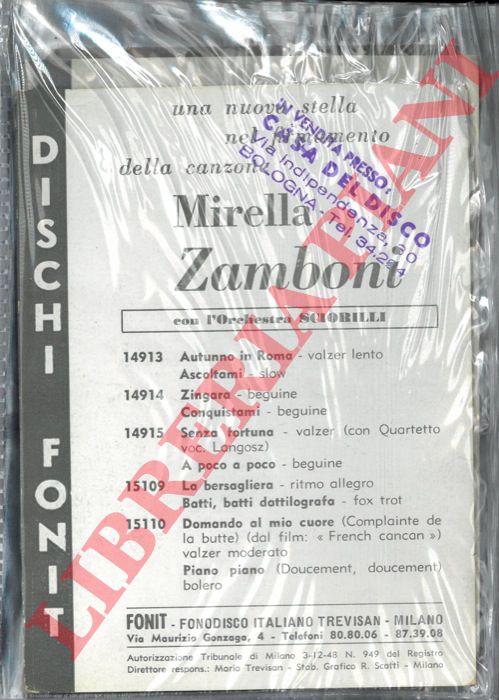 DISCHI FONIT
una nuova stella
nel firmamento
della canzone
Mirella
Zamboni
con l'Orchestra SCIORILLI
14913 Autunno in Roma - valzer lento
Ascoltami - slow
14914 Zingara - beguine
Conquistami - beguine
14915 Senza fortuna - valzer (con Quartetto
voc. Langosz)
A poco a poco - beguine
15109 La bersagliera - ritmo allegro
Batti, batti dattilografa - fox trot
15110 Domando al mio cuore (Complainte de
la butte) (dal film: « French cancan »)
valzer moderato
Piano piano (Doucement, doucement)
bolero
FONIT - FONODISCO ITALIANO TREVISAN - MILANO
Via Maurizio Gonzaga, 4 - Telefoni 80.80.06 - 87.39.08
Autorizzazione Tribunale di Milano 3-12-48 N. 949 del Registro
Direttore respons.: Mario Trevisan - Stab. Grafico R. Scotti - Milano
IN VENDITA PRESSO:
CASA DEL DISCO
Via Indipendenza, 30
BOLOGNA - Tel. 34.224
LIBRERIA PIANI